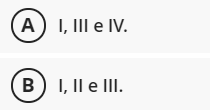 A I, III e IV.
B I, II e III.